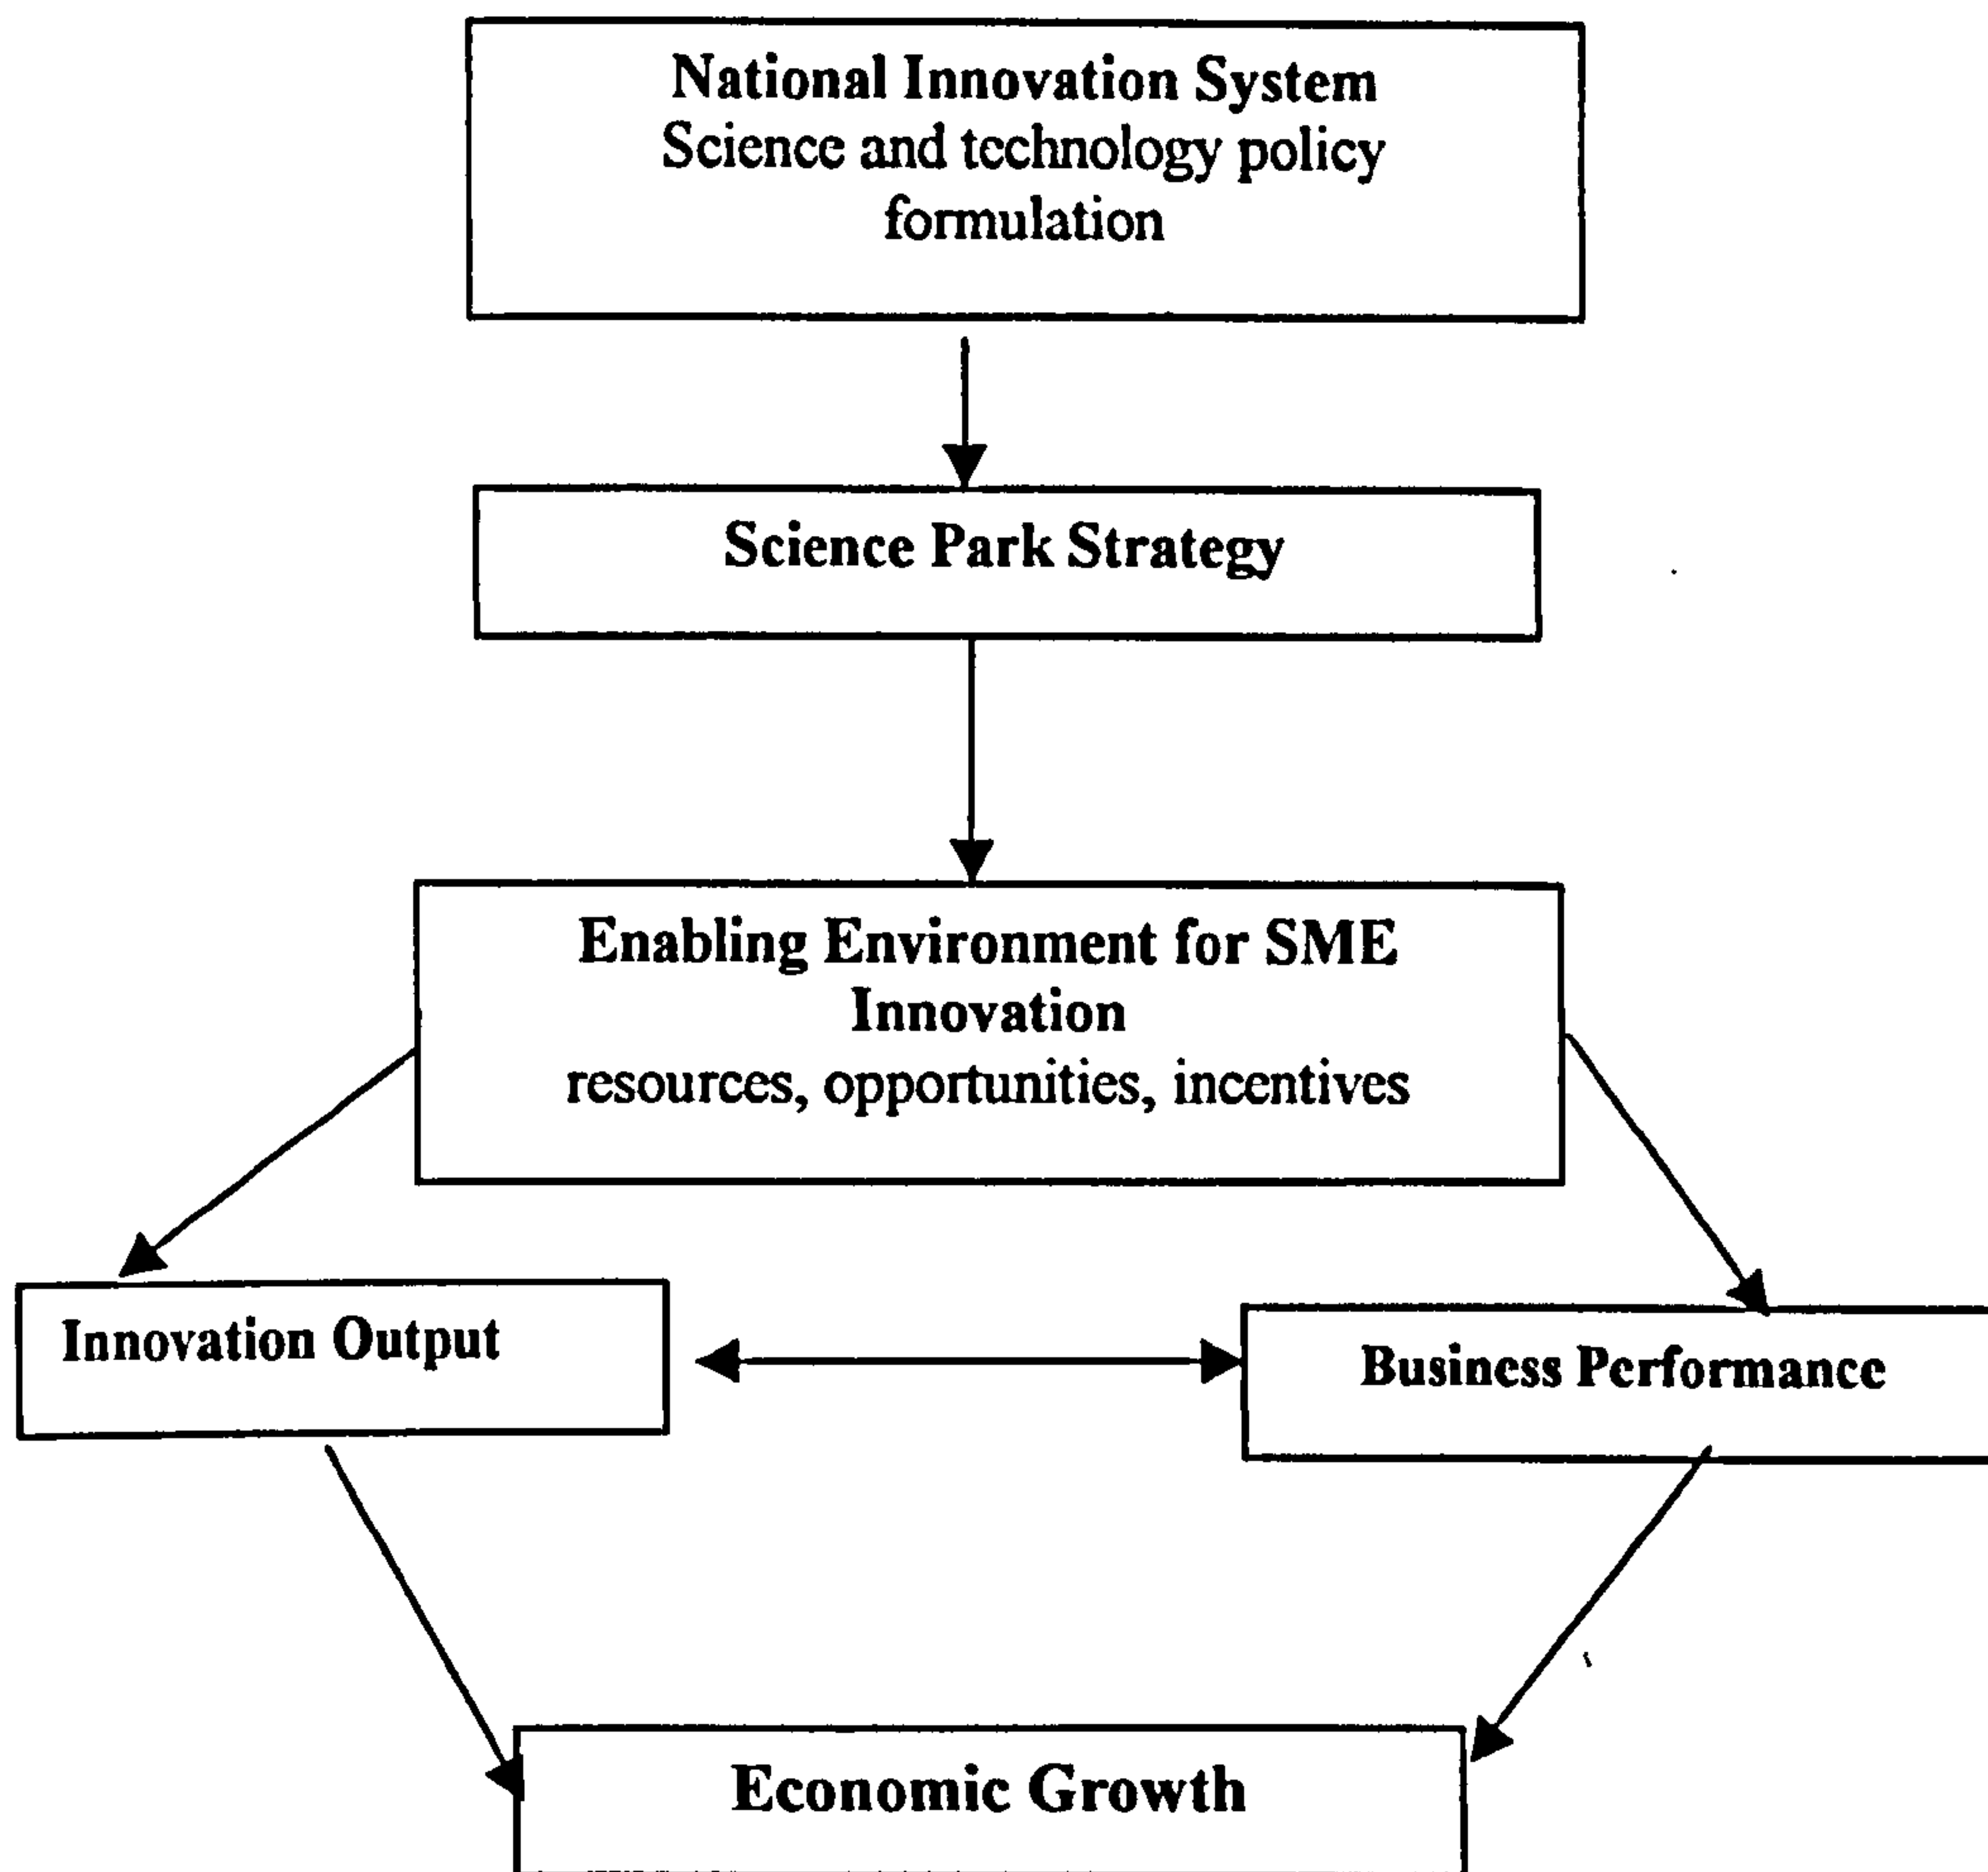 National Innovation System
Science and technology policy
formulation
Science Park Strategy
Enabling Environment for SME
Innovation
resources, opportunities, incentives
Innovation Output
Business Performance
Economic Growth